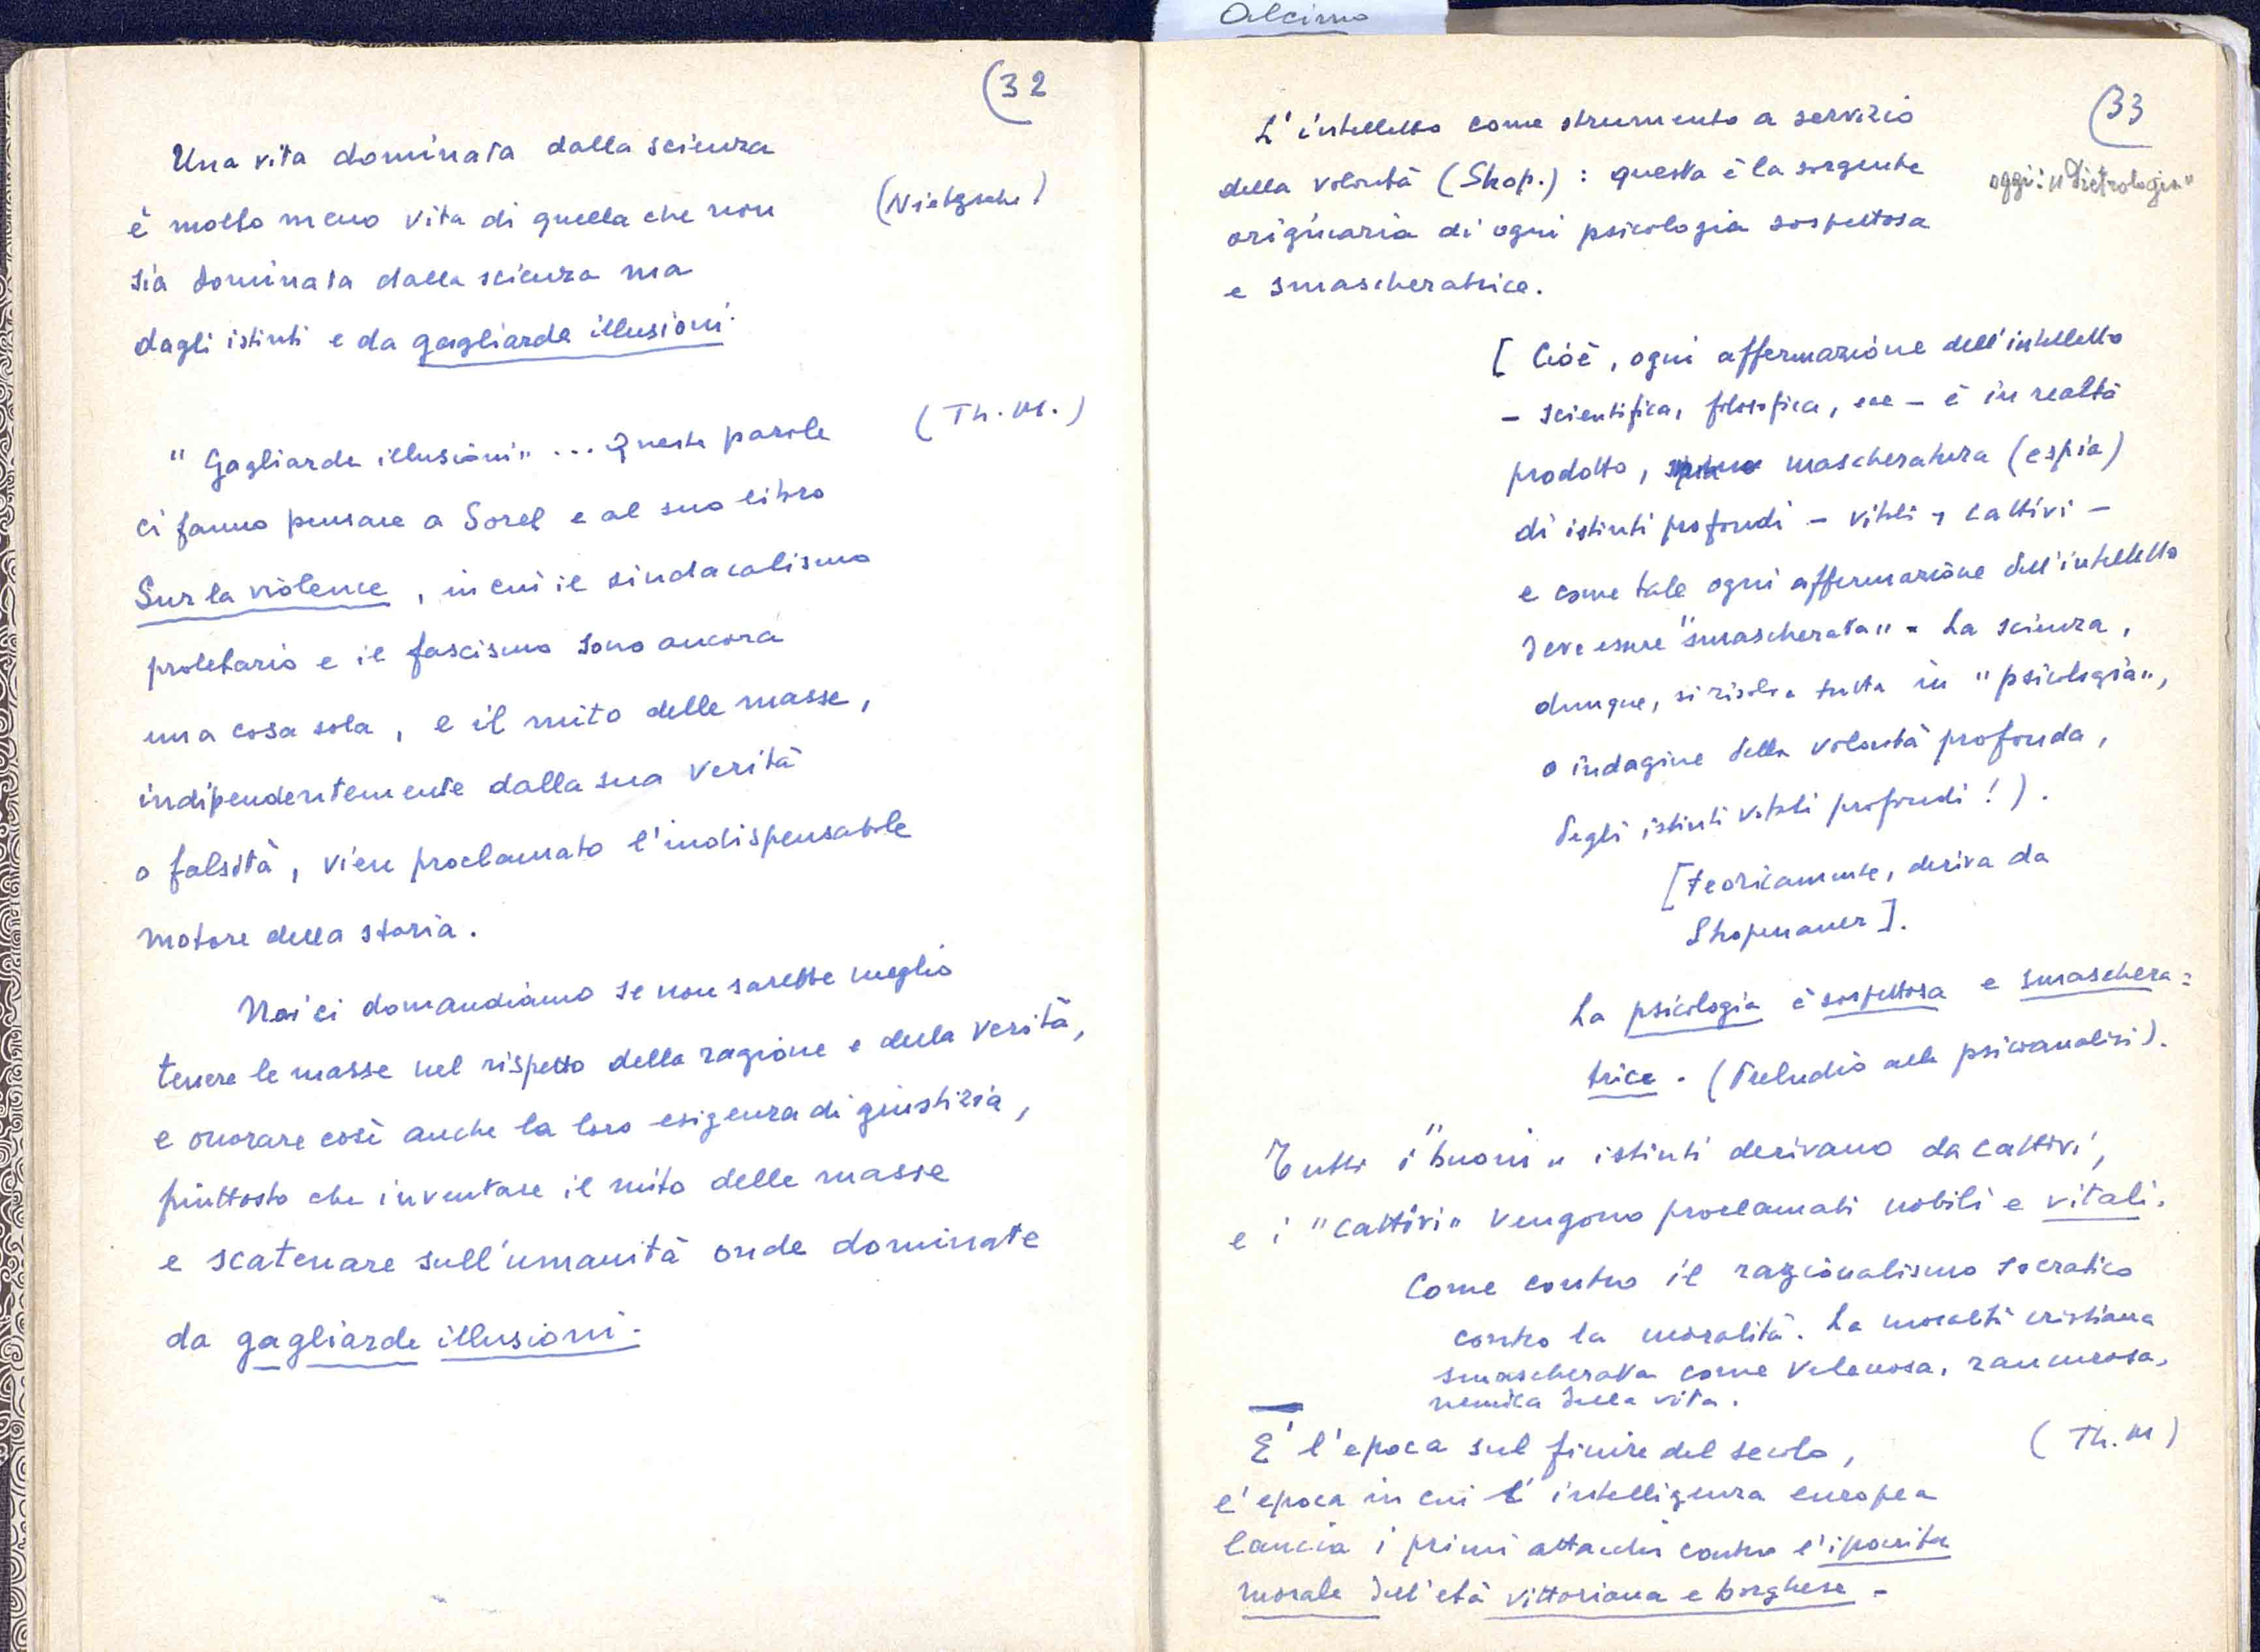 Alcino
(32
Una vita dominata dalla scienza
è molto meno vita di quella che non (Nietzsche)
sia dominata dalla scienza ma
dagli istinti e da gagliarde illusioni.
"Gagliarde illusioni" ... Queste parole (Th. M.)
ci fanno pensare a Sorel e al suo libro
Sur la violence, in cui il sindacalismo
proletario e il fascismo sono ancora
una cosa sola, e il mito delle masse,
indipendentemente dalla sua verità
o falsità, vien proclamato l'indispensabile
motore della storia.
Noi ci domandiamo se non sarebbe meglio
tenere le masse nel rispetto della ragione e della verità,
e onorare così anche la loro esigenza di giustizia,
piuttosto che inventare il mito delle masse
e scatenare sull'umanità onde dominate
da gagliarde illusioni.
(33
L'intelletto come strumento a servizio
della volontà (Shop.): questa è la sorgente oggi: "Dietrologia"
originaria di ogni psicologia sospettosa
e smascheratrice.
[Cioè, ogni affermazione dell'intelletto
- scientifica, filosofica, ecc - è in realtà
prodotto, mascheratura (e spia)
di istinti profondi - vitali, cattivi -
e come tale ogni affermazione dell'intelletto
deve essere "smascherata". La scienza,
dunque, si risolve tutta in "psicologia",
o indagine della volontà profonda,
degli istinti vitali profondi!).
[teoricamente, deriva da
Shopenauer].
La psicologia è sospettosa e smaschera=
trice. (Preludio alla psicoanalisi).
Tutti i "buoni" istinti derivano da cattivi,
e i "cattivi" vengono proclamati nobili e vitali.
Come contro il razionalismo socratico
contro la moralità. La moralità cristiana
smascherata come velenosa, rancurosa,
nemica della vita.
E' l'epoca sul finire del secolo, (Th. M)
l'epoca in cui l'intelligenza europea
lancia i primi attacchi contro l'ipocrita
morale dell'età vittoriana e borghese -